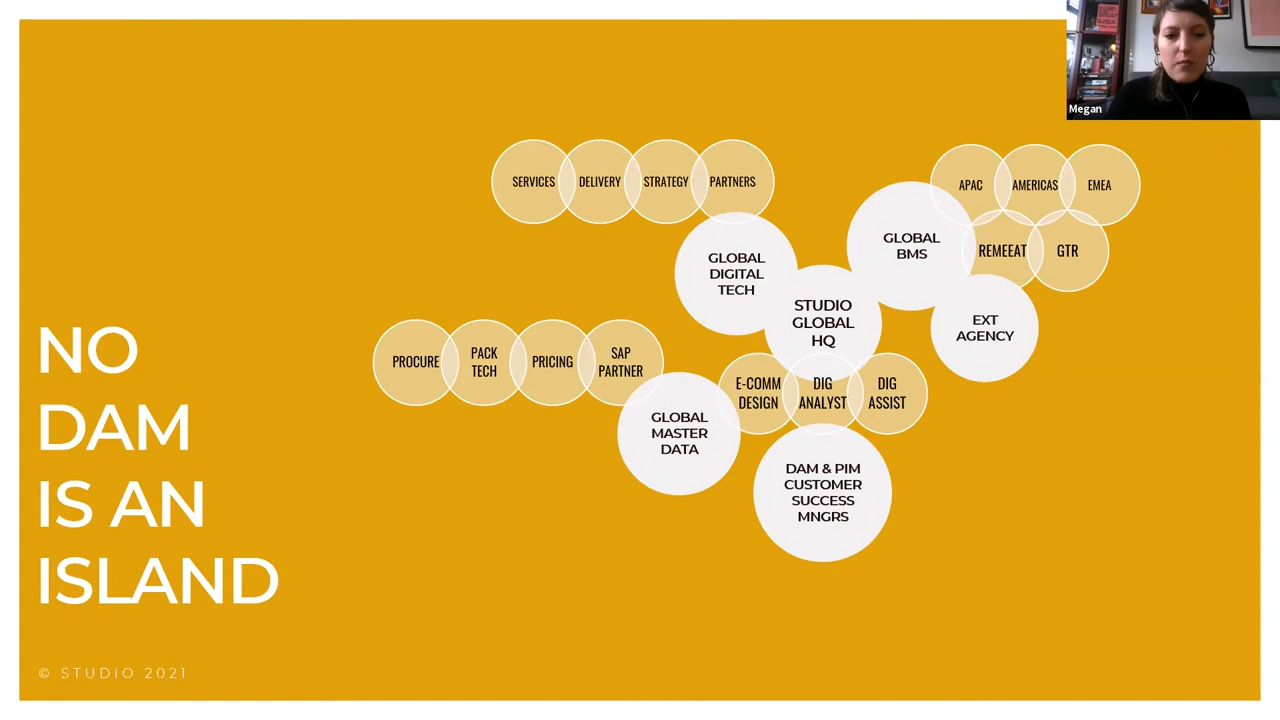 Megan
SERVICES
DELIVERY
STRATEGY
PARTNERS
APAC
AMERICAS
EMEA
GLOBAL
BMS
REMEEAT
GTR
GLOBAL
DIGITAL
TECH
STUDIO
GLOBAL
HQ
EXT
AGENCY
PROCURE
PACK
TECH
PRICING
SAP
PARTNER
E-COMM
DESIGN
DIG
ANALYST
DIG
ASSIST
GLOBAL
MASTER
DATA
DAM & PIM
CUSTOMER
SUCCESS
MNGRS
NO
DAM
IS AN
ISLAND
© STUDIO 2021